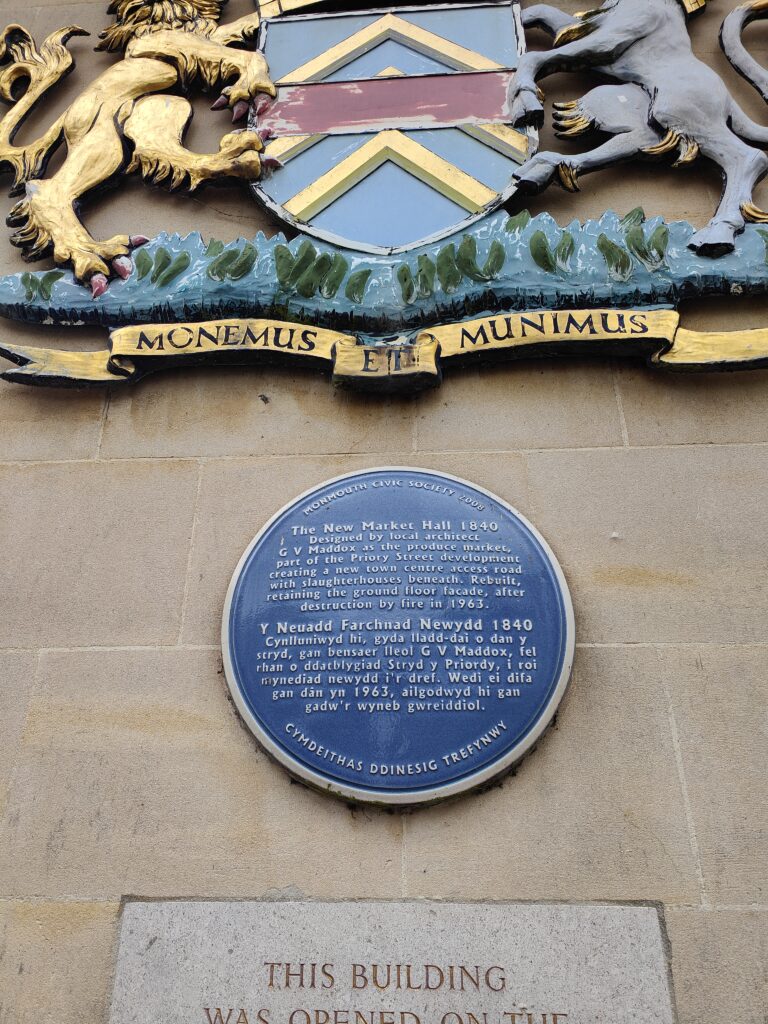 MONEMUS ET MUNIMUS
MONMOUTH CIVIC SOCIETY 2008
The New Market Hall 1840
Designed by local architect
G V Maddox as the produce market,
part of the Priory Street development
creating a new town centre access road
with slaughterhouses beneath. Rebuilt,
retaining the ground floor facade, after
destruction by fire in 1963.
Y Neuadd Farchnad Newydd 1840
Cynlluniwyd hi, gyda lladd-dai o dan y
stryd, gan bensaer lleol G V Maddox, fel
rhan o ddatblygiad Stryd y Priordy, i roi
mynediad newydd i'r dref. Wedi ei difa
gan dân yn 1963, ailgodwyd hi gan
gadw'r wyneb gwreiddiol.
CYMDEITHAS DDINESIG TREFYNWY
THIS BUILDING
WAS OPENED ON THE